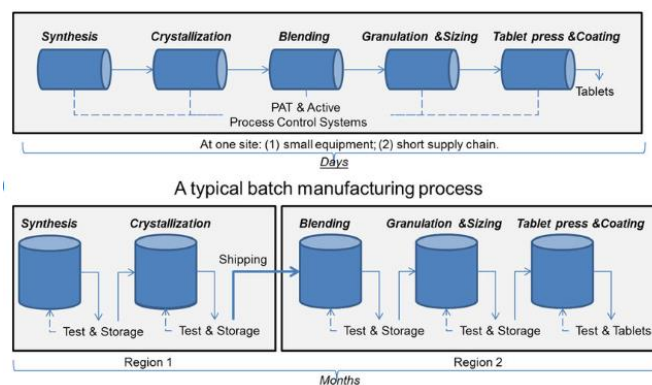 Synthesis
Crystallization
Blending
Granulation &Sizing
Tablet press &Coating
PAT & Active
Process Control Systems
Tablets
At one site: (1) small equipment; (2) short supply chain.
Days
A typical batch manufacturing process
Synthesis
Crystallization
Shipping
Blending
Granulation &Sizing
Tablet press &Coating
Test & Storage
Test & Storage
Test & Storage
Test & Storage
Test & Tablets
Region 1
Region 2
Months